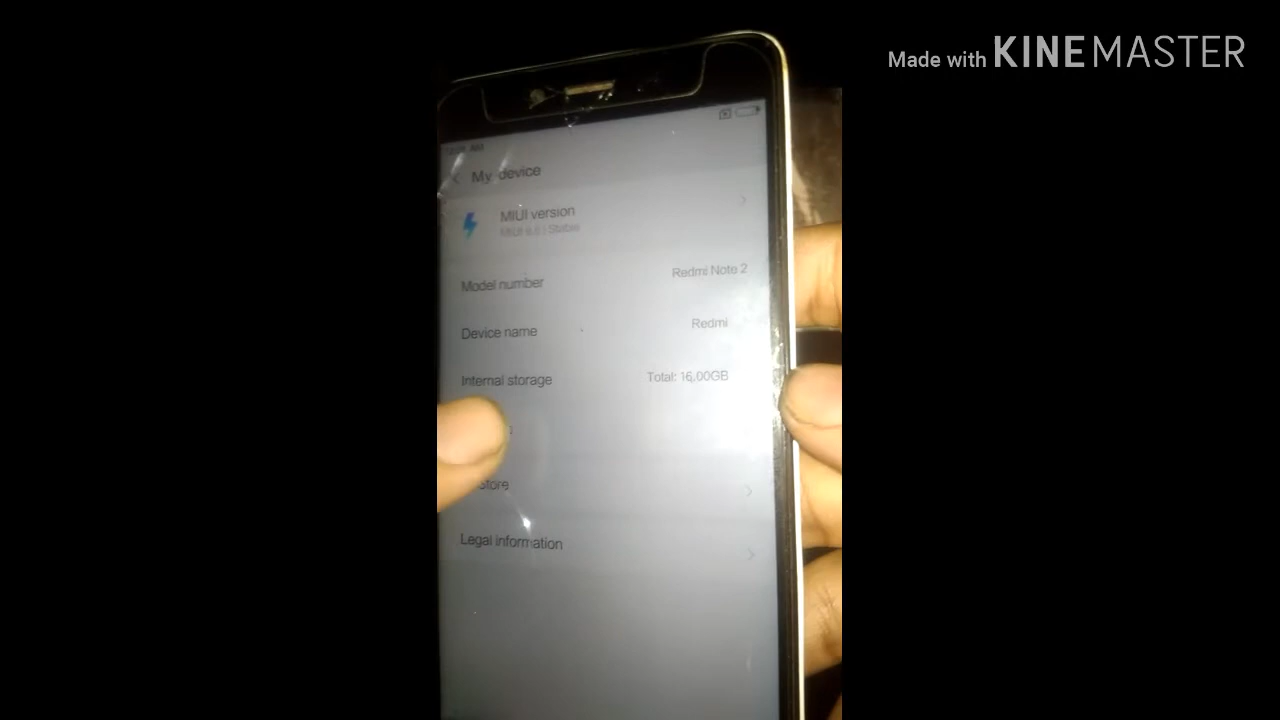 Made with KINEMASTER
My device
MIUI version
Model number
Redmi Note 2
Device name
Redmi
Internal storage
Total: 16.00GB
Store
Legal information